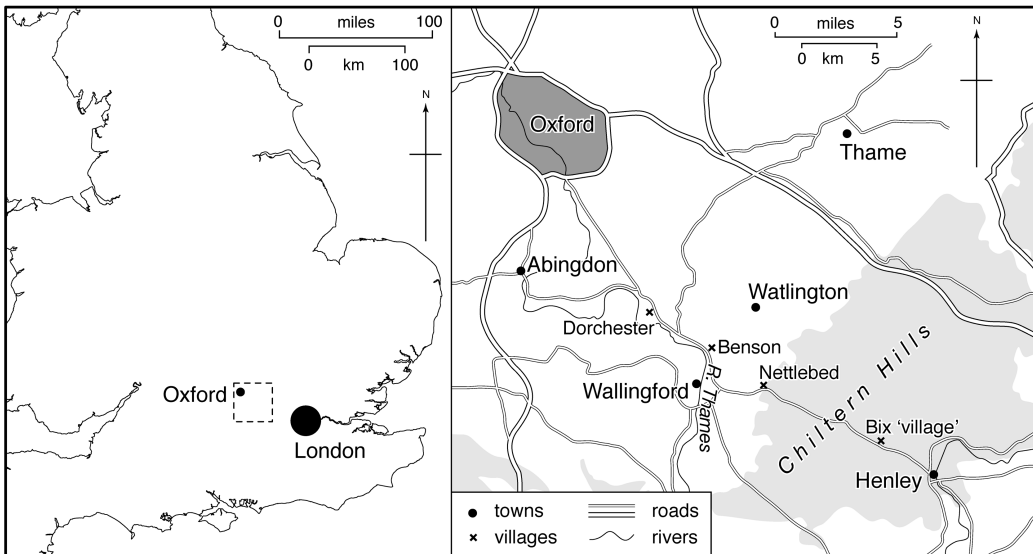 0 miles 100
0 km 100
N
Oxford
London
0 miles 5
0 km 5
N
Oxford
Thame
Abingdon
Watlington
Dorchester
Benson
Nettlebed
Wallingford
R. Thames
Chiltern Hills
Bix 'village'
Henley
towns roads
villages rivers